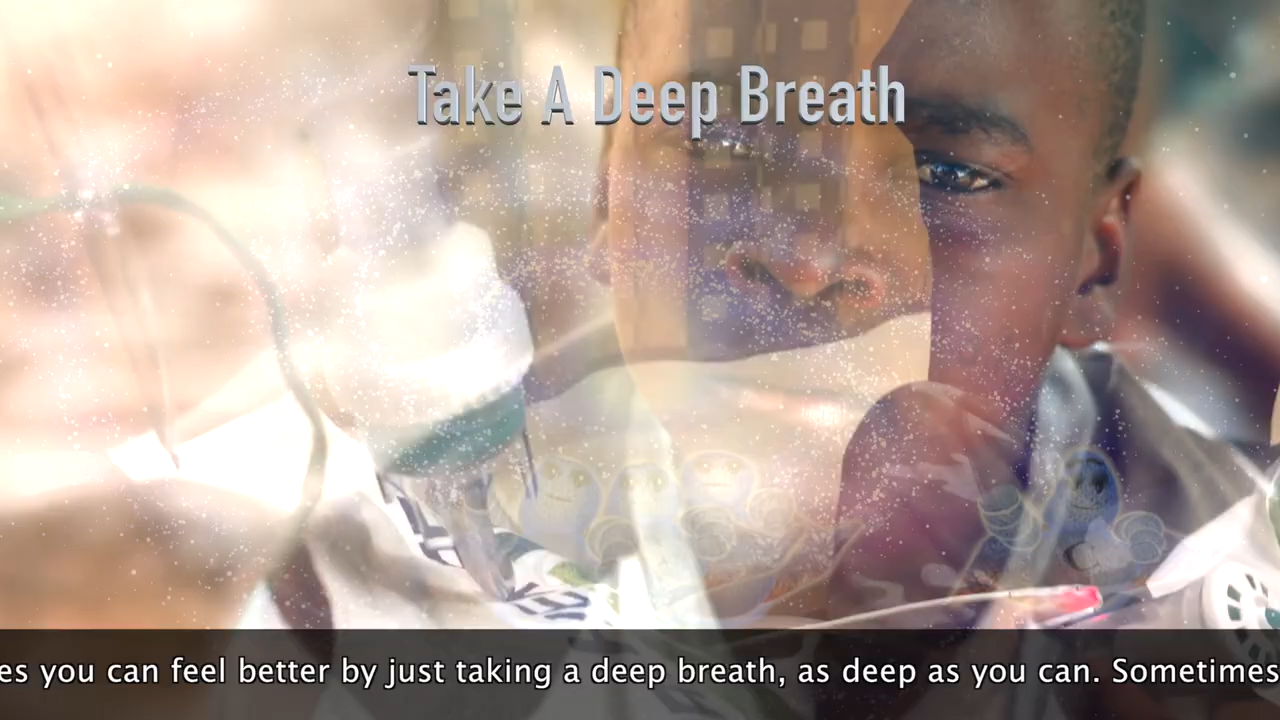 Take A Deep Breath
es you can feel better by just taking a deep breath, as deep as you can. Sometimes